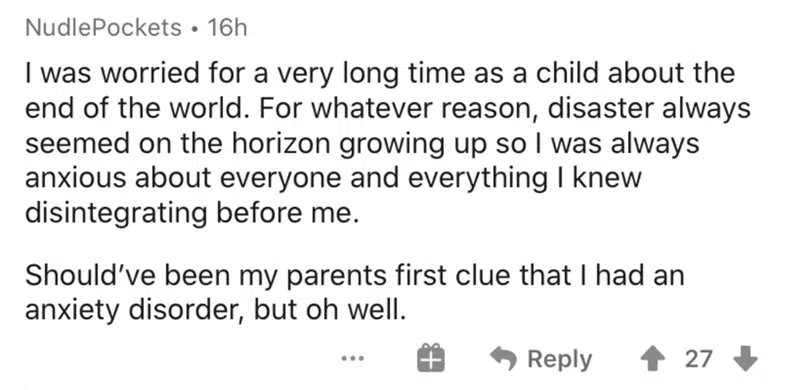 NudlePockets • 16h
I was worried for a very long time as a child about the
end of the world. For whatever reason, disaster always
seemed on the horizon growing up so I was always
anxious about everyone and everything I knew
disintegrating before me.
Should've been my parents first clue that I had an
anxiety disorder, but oh well.
... Reply 27